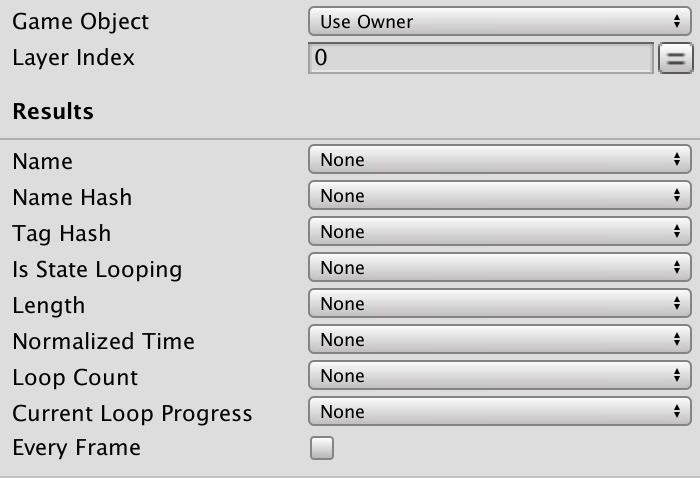 Game Object Use Owner
Layer Index 0 =
Results
Name None
Name Hash None
Tag Hash None
Is State Looping None
Length None
Normalized Time None
Loop Count None
Current Loop Progress None
Every Frame